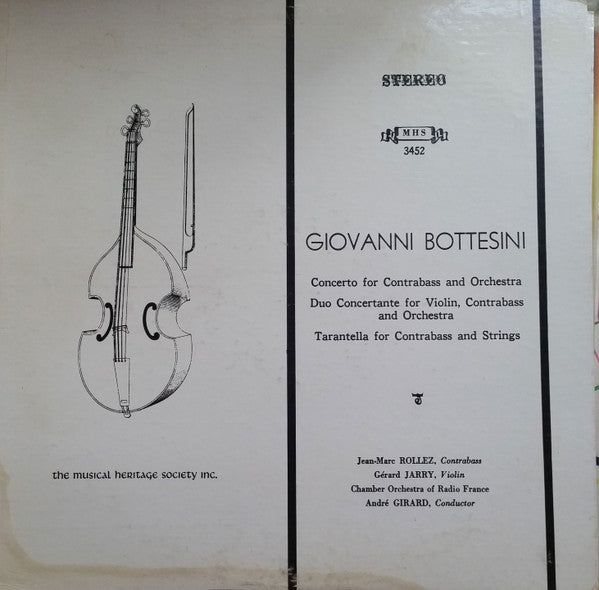 STEREO
MHS
3452
GIOVANNI BOTTESINI
Concerto for Contrabass and Orchestra
Duo Concertante for Violin, Contrabass
and Orchestra
Tarantella for Contrabass and Strings
Jean-Marc ROLLEZ, Contrabass
Gérard JARRY, Violin
Chamber Orchestra of Radio France
André GIRARD, Conductor
the musical heritage society inc.